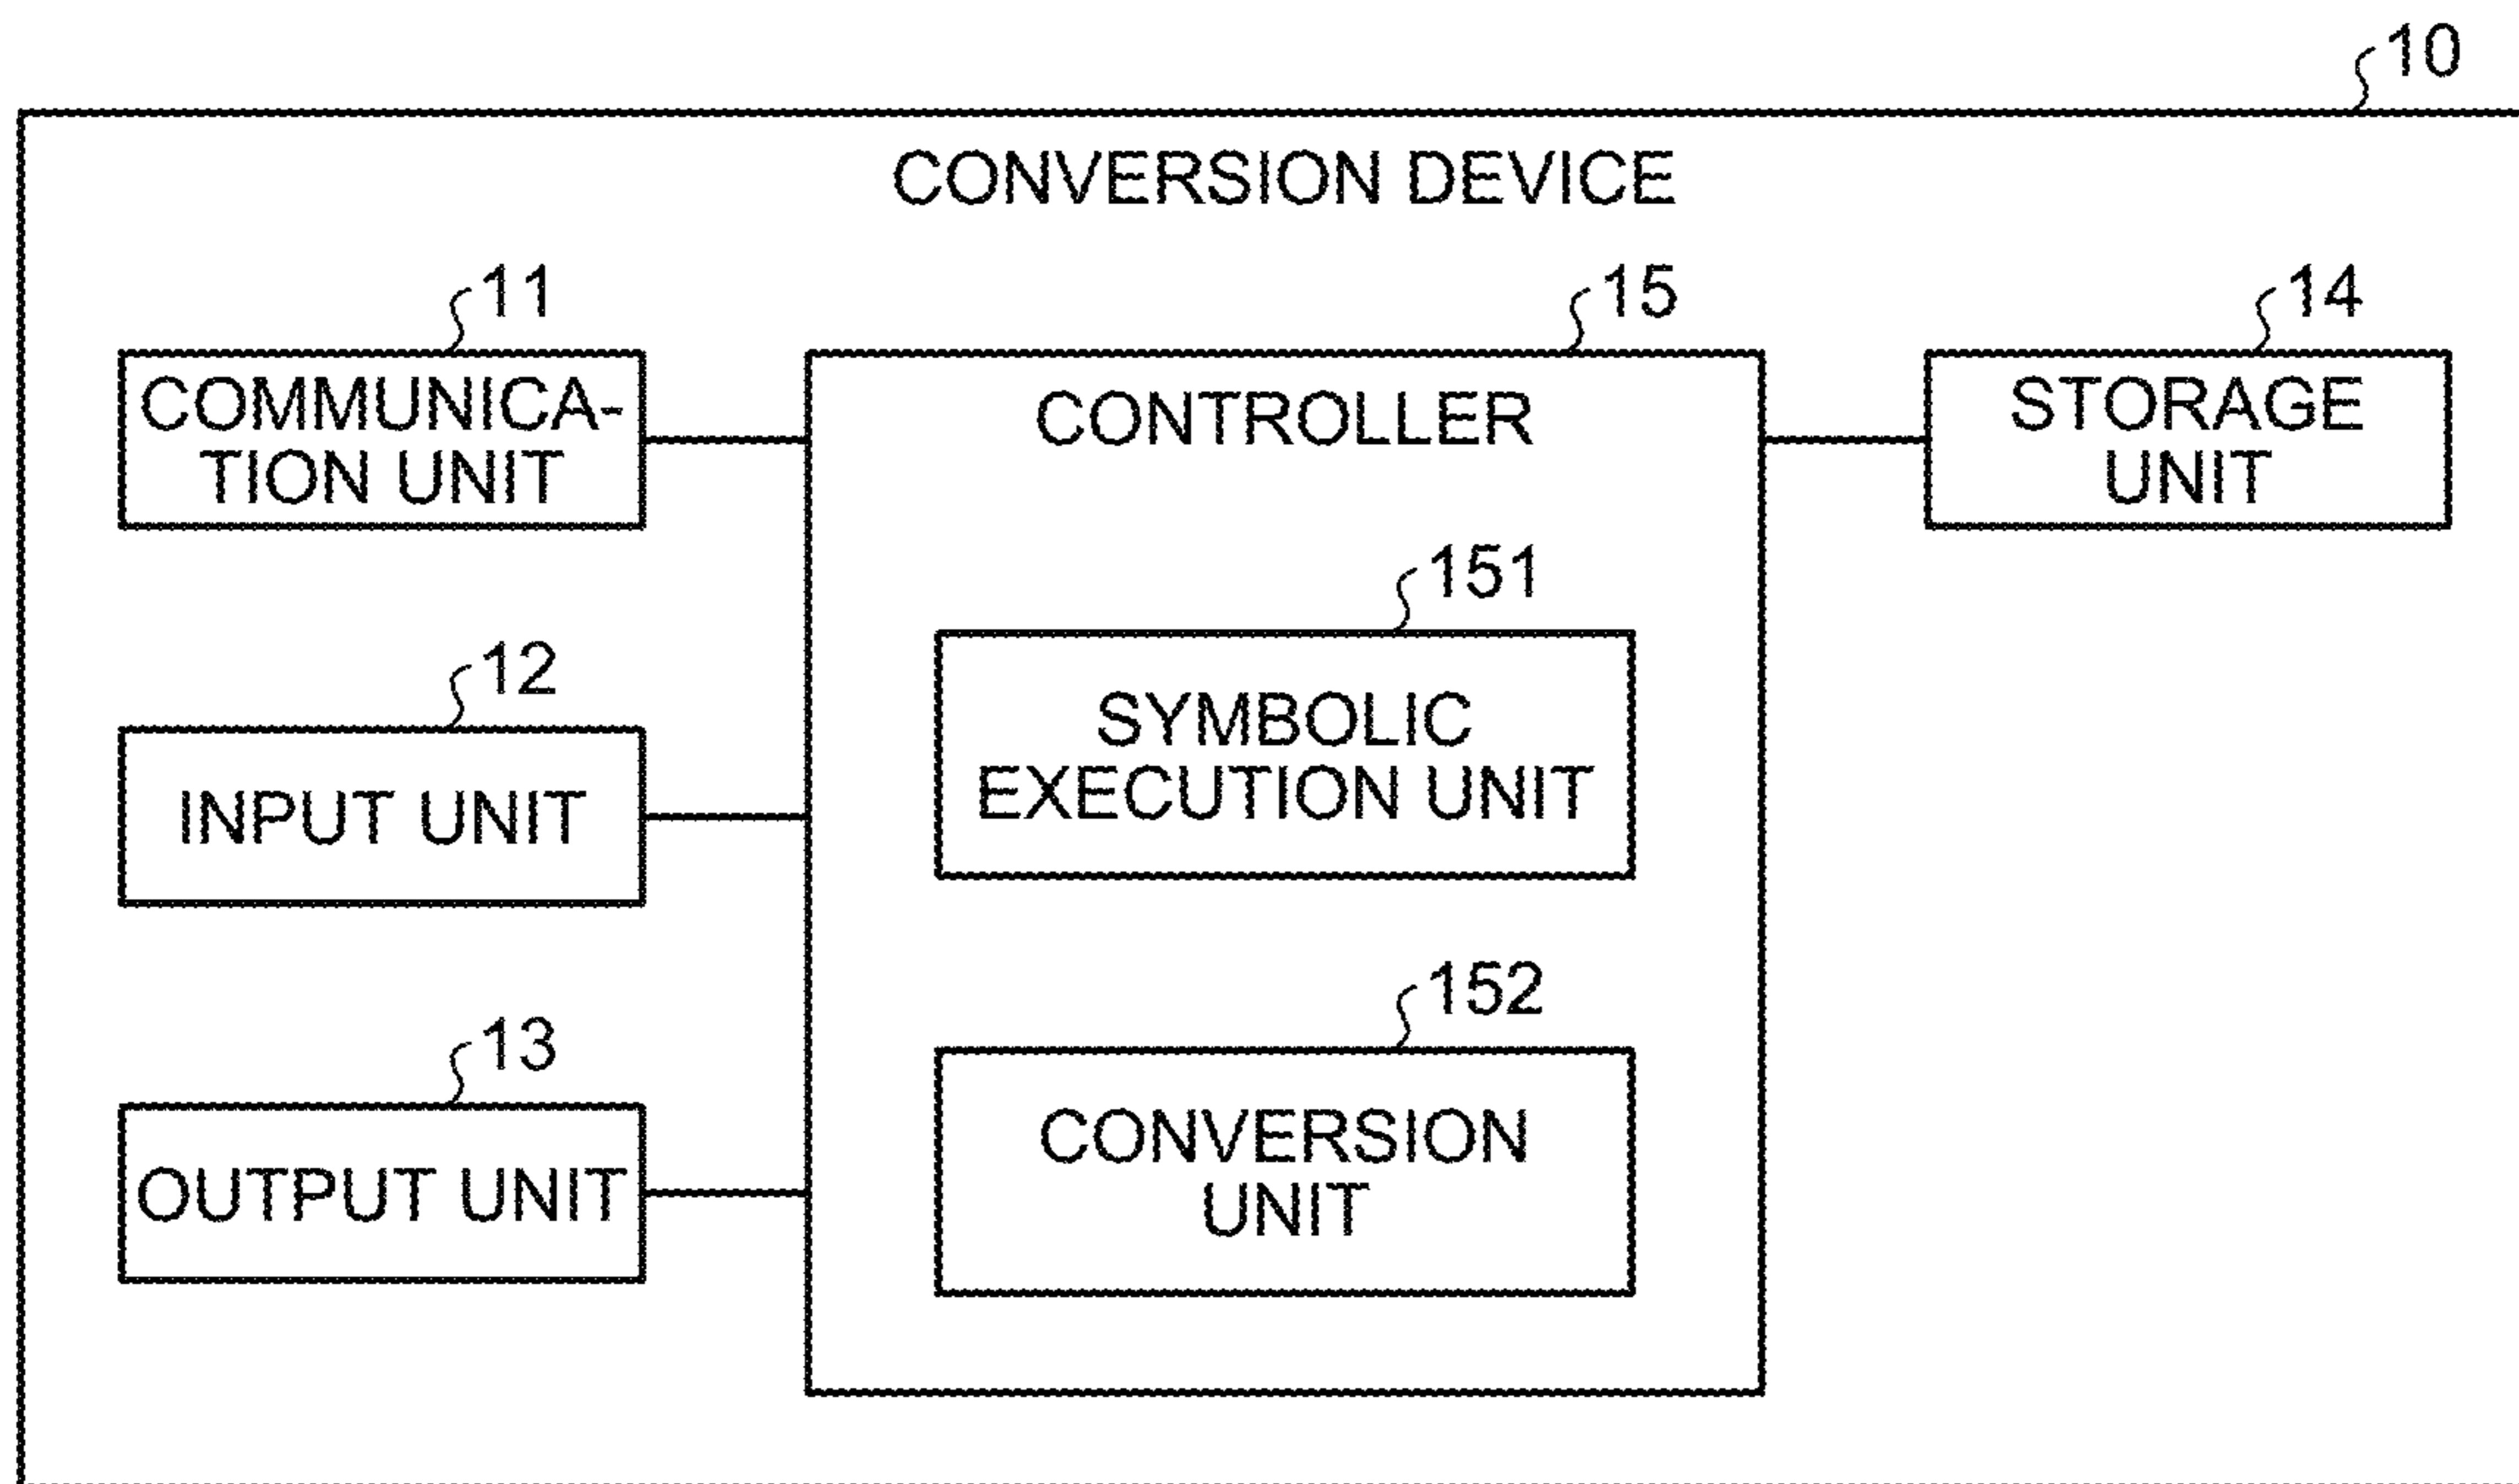 10
CONVERSION DEVICE
11
COMMUNICA-
TION UNIT
12
INPUT UNIT
13
OUTPUT UNIT
15
CONTROLLER
151
SYMBOLIC
EXECUTION UNIT
152
CONVERSION
UNIT
14
STORAGE
UNIT